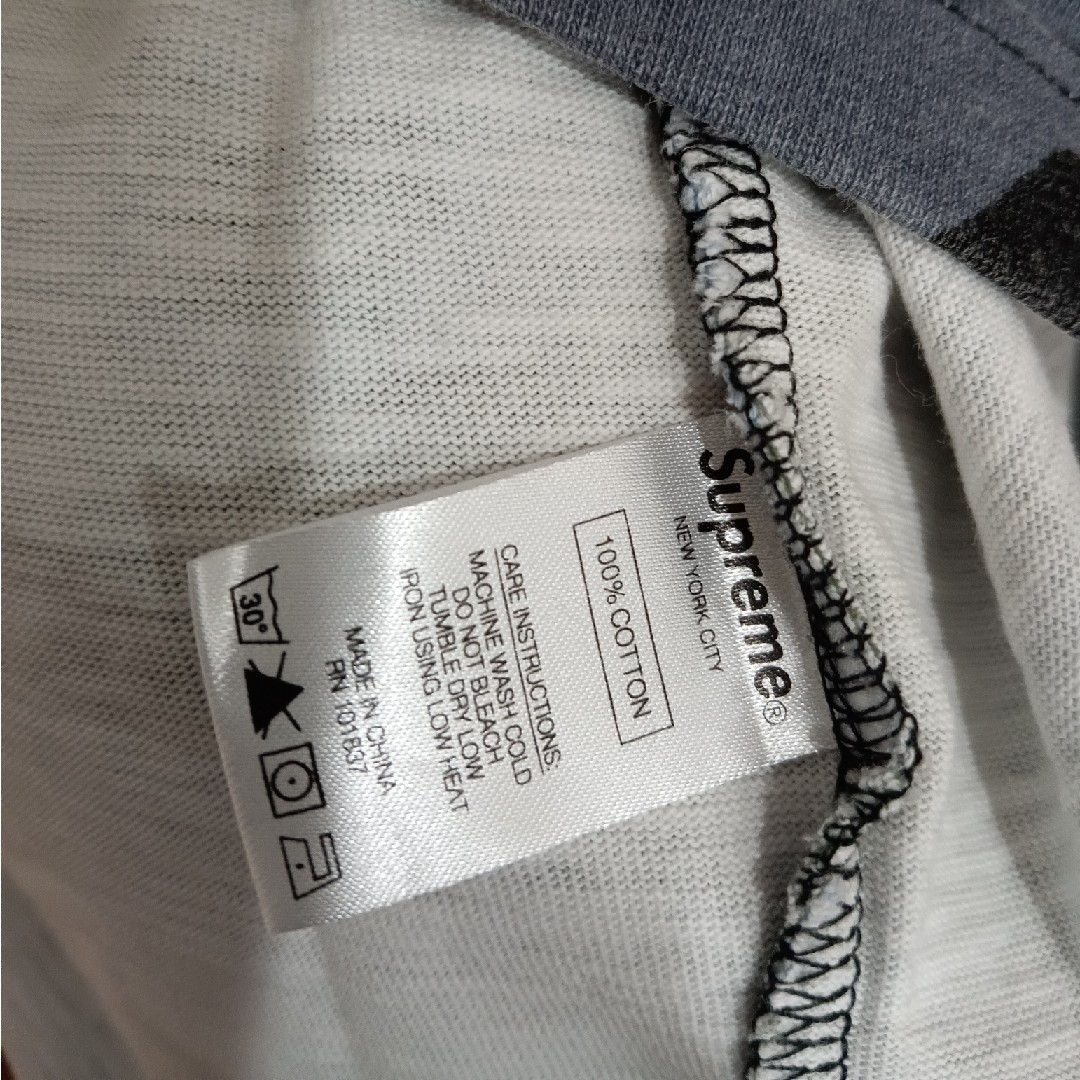 Supreme®
NEW YORK CITY
100% COTTON
CARE INSTRUCTIONS:
MACHINE WASH COLD
DO NOT BLEACH
TUMBLE DRY LOW
IRON USING LOW HEAT
MADE IN CHINA
RN 101837
30°